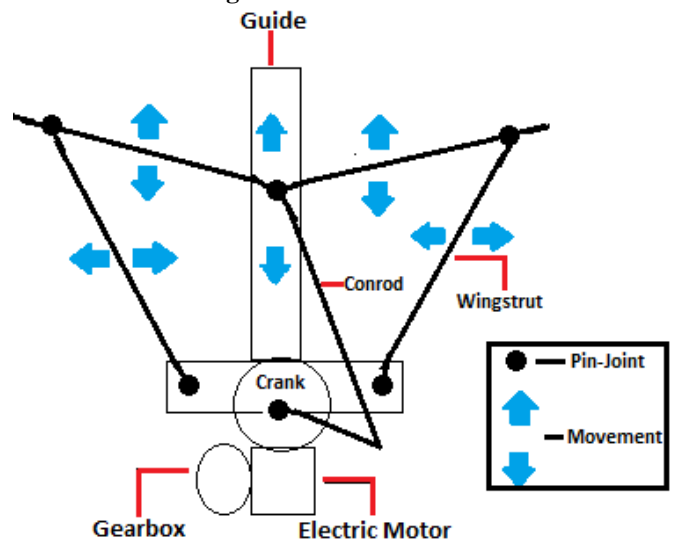 Guide
Conrod
Wingstrut
Crank
Pin-Joint
Movement
Gearbox
Electric Motor